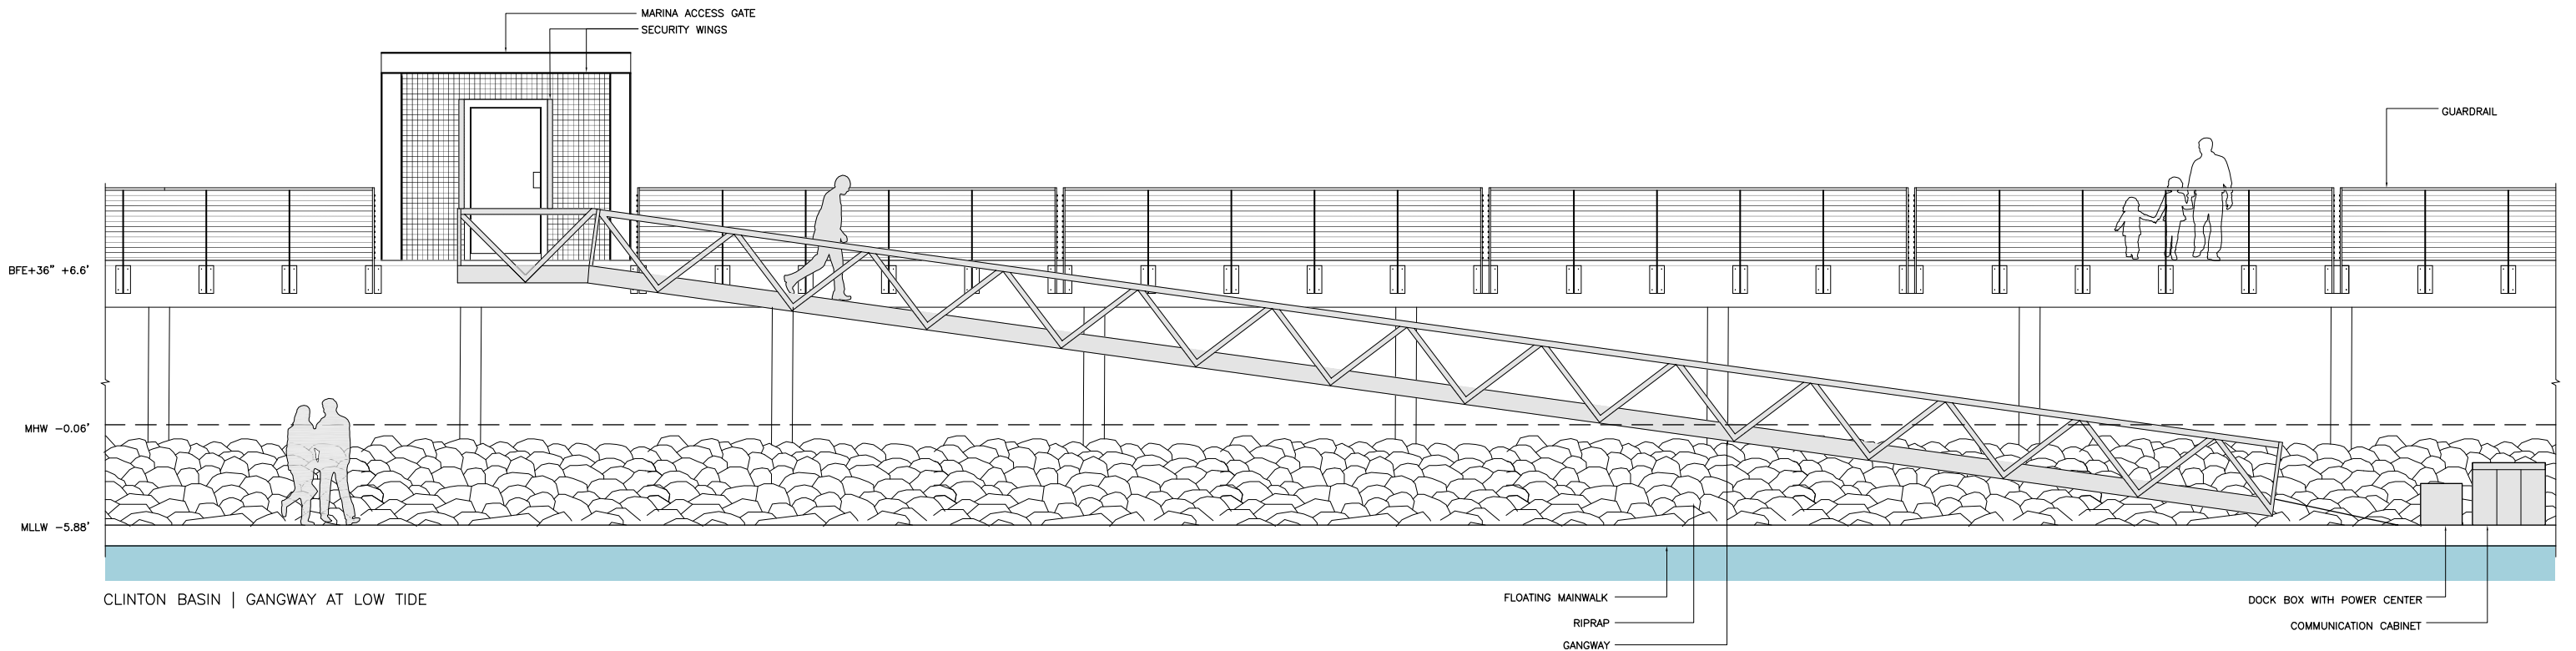 MARINA ACCESS GATE
SECURITY WINGS
GUARDRAIL
BFE+36" +6.6'
MHW -0.06'
MLLW -5.88'
CLINTON BASIN | GANGWAY AT LOW TIDE
FLOATING MAINWALK
RIPRAP
GANGWAY
DOCK BOX WITH POWER CENTER
COMMUNICATION CABINET